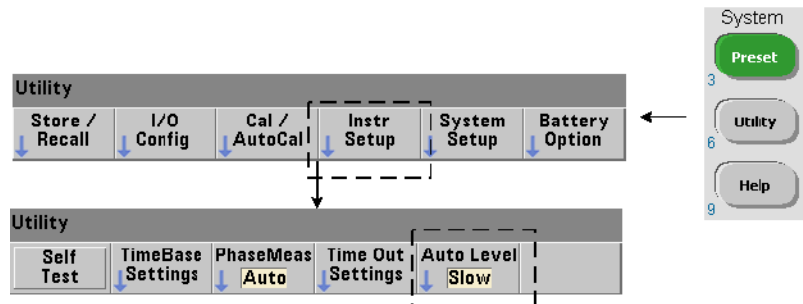 System
Preset
3
Utility
6
Help
9
Utility
Store / Recall
I/O Config
Cal / AutoCal
Instr Setup
System Setup
Battery Option
Utility
Self Test
TimeBase Settings
PhaseMeas Auto
Time Out Settings
Auto Level Slow